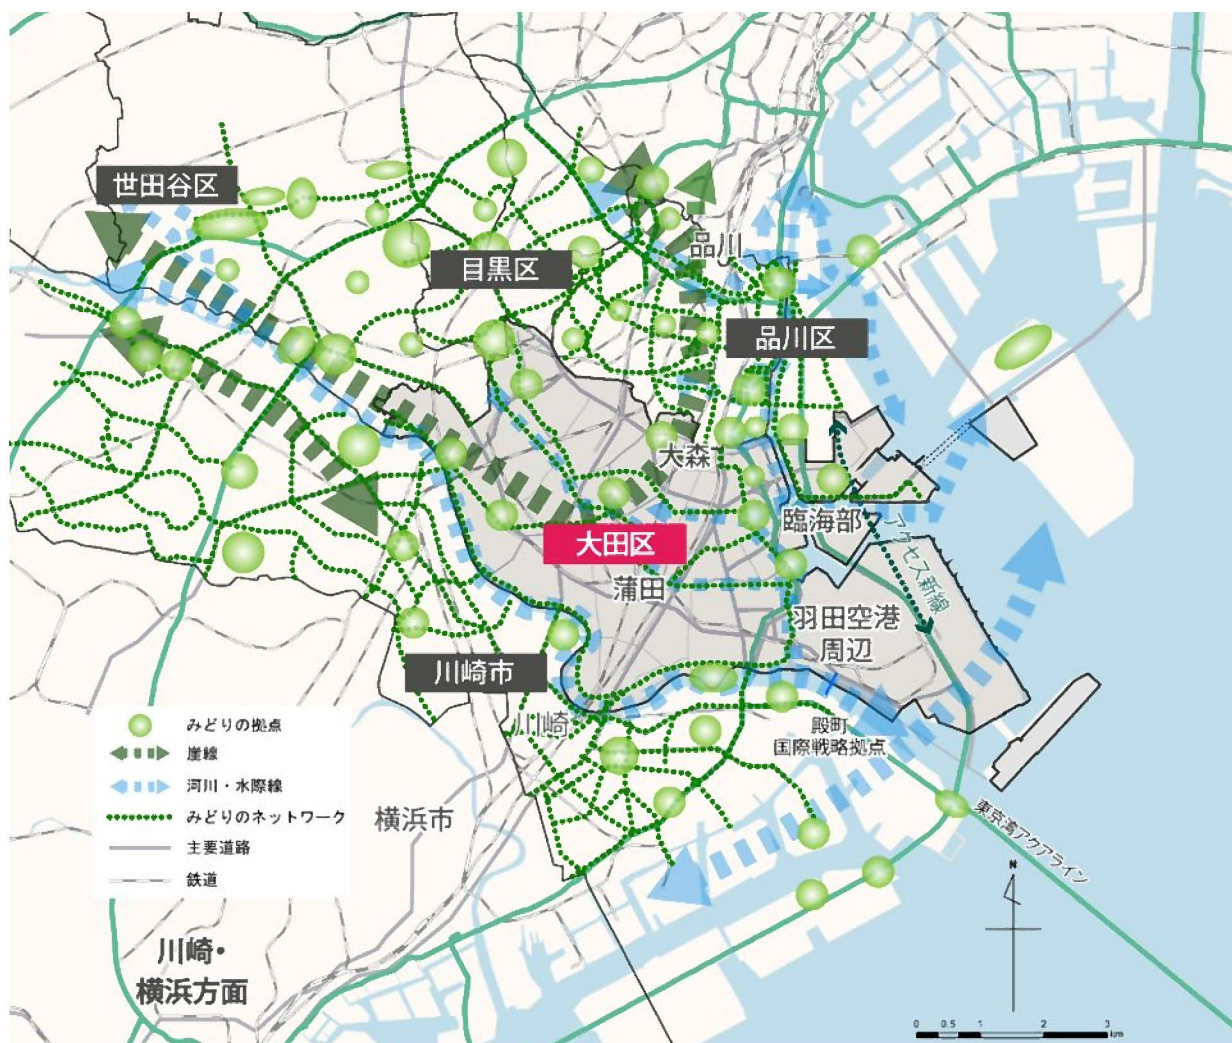 世田谷区
品川
目黒区
品川区
大森
臨海部
アクセス新線
大田区
蒲田
羽田空港
周辺
川崎市
川崎
殿町
国際戦略拠点
みどりの拠点
崖線
河川・水際線
みどりのネットワーク
主要道路
鉄道
横浜市
東京湾アクアライン
川崎・
横浜方面
N
0 0.5 1 2 3
km